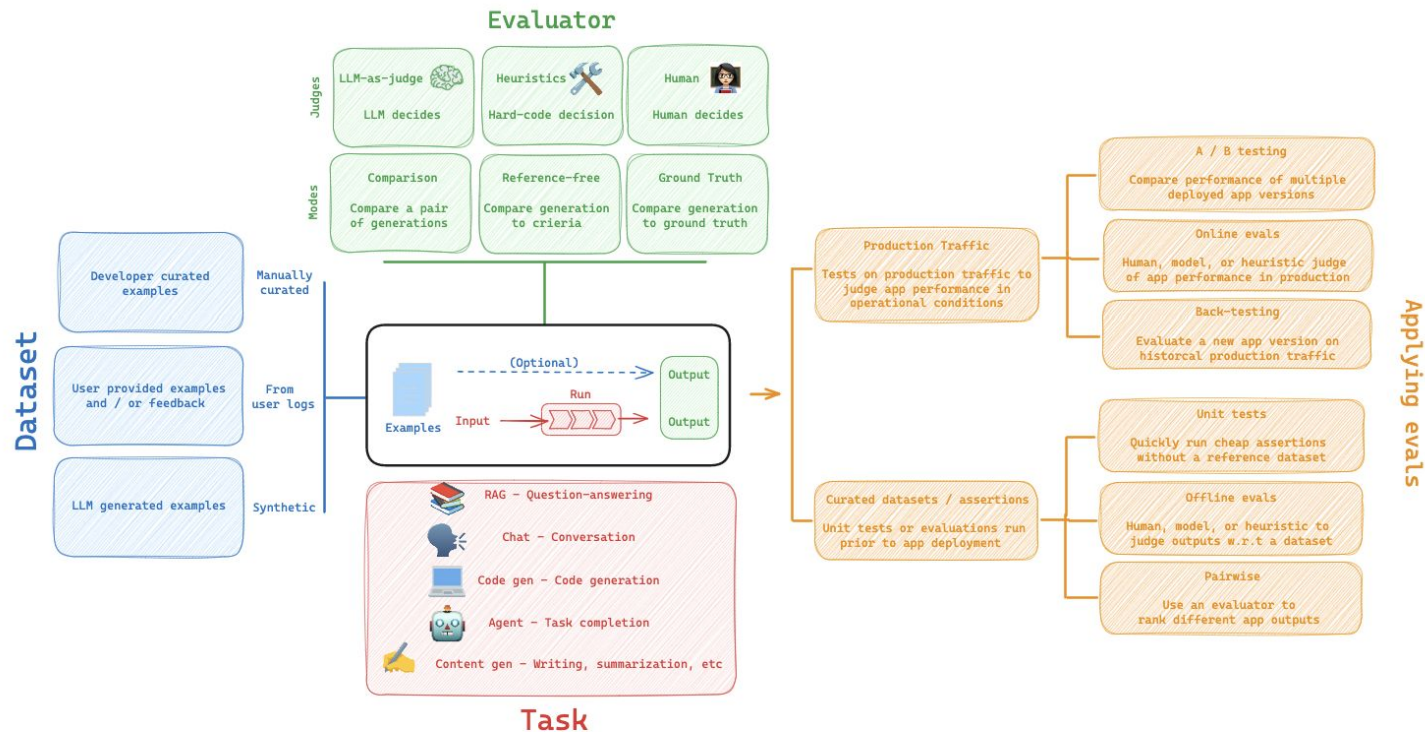 Evaluator
Judges
LLM-as-judge
LLM decides
Heuristics
Hard-code decision
Human
Human decides
Modes
Comparison
Compare a pair
of generations
Reference-free
Compare generation
to crieria
Ground Truth
Compare generation
to ground truth
Dataset
Developer curated
examples
Manually
curated
User provided examples
and / or feedback
From
user logs
LLM generated examples
Synthetic
Examples
(Optional)
Input
Run
Output
Output
RAG - Question-answering
Chat - Conversation
Code gen - Code generation
Agent - Task completion
Content gen - Writing, summarization, etc
Task
Production Traffic
Tests on production traffic to
judge app performance in
operational conditions
A / B testing
Compare performance of multiple
deployed app versions
Online evals
Human, model, or heuristic judge
of app performance in production
Back-testing
Evaluate a new app version on
historcal production traffic
Curated datasets / assertions
Unit tests or evaluations run
prior to app deployment
Unit tests
Quickly run cheap assertions
without a reference dataset
Offline evals
Human, model, or heuristic to
judge outputs w.r.t a dataset
Pairwise
Use an evaluator to
rank different app outputs
Applying evals